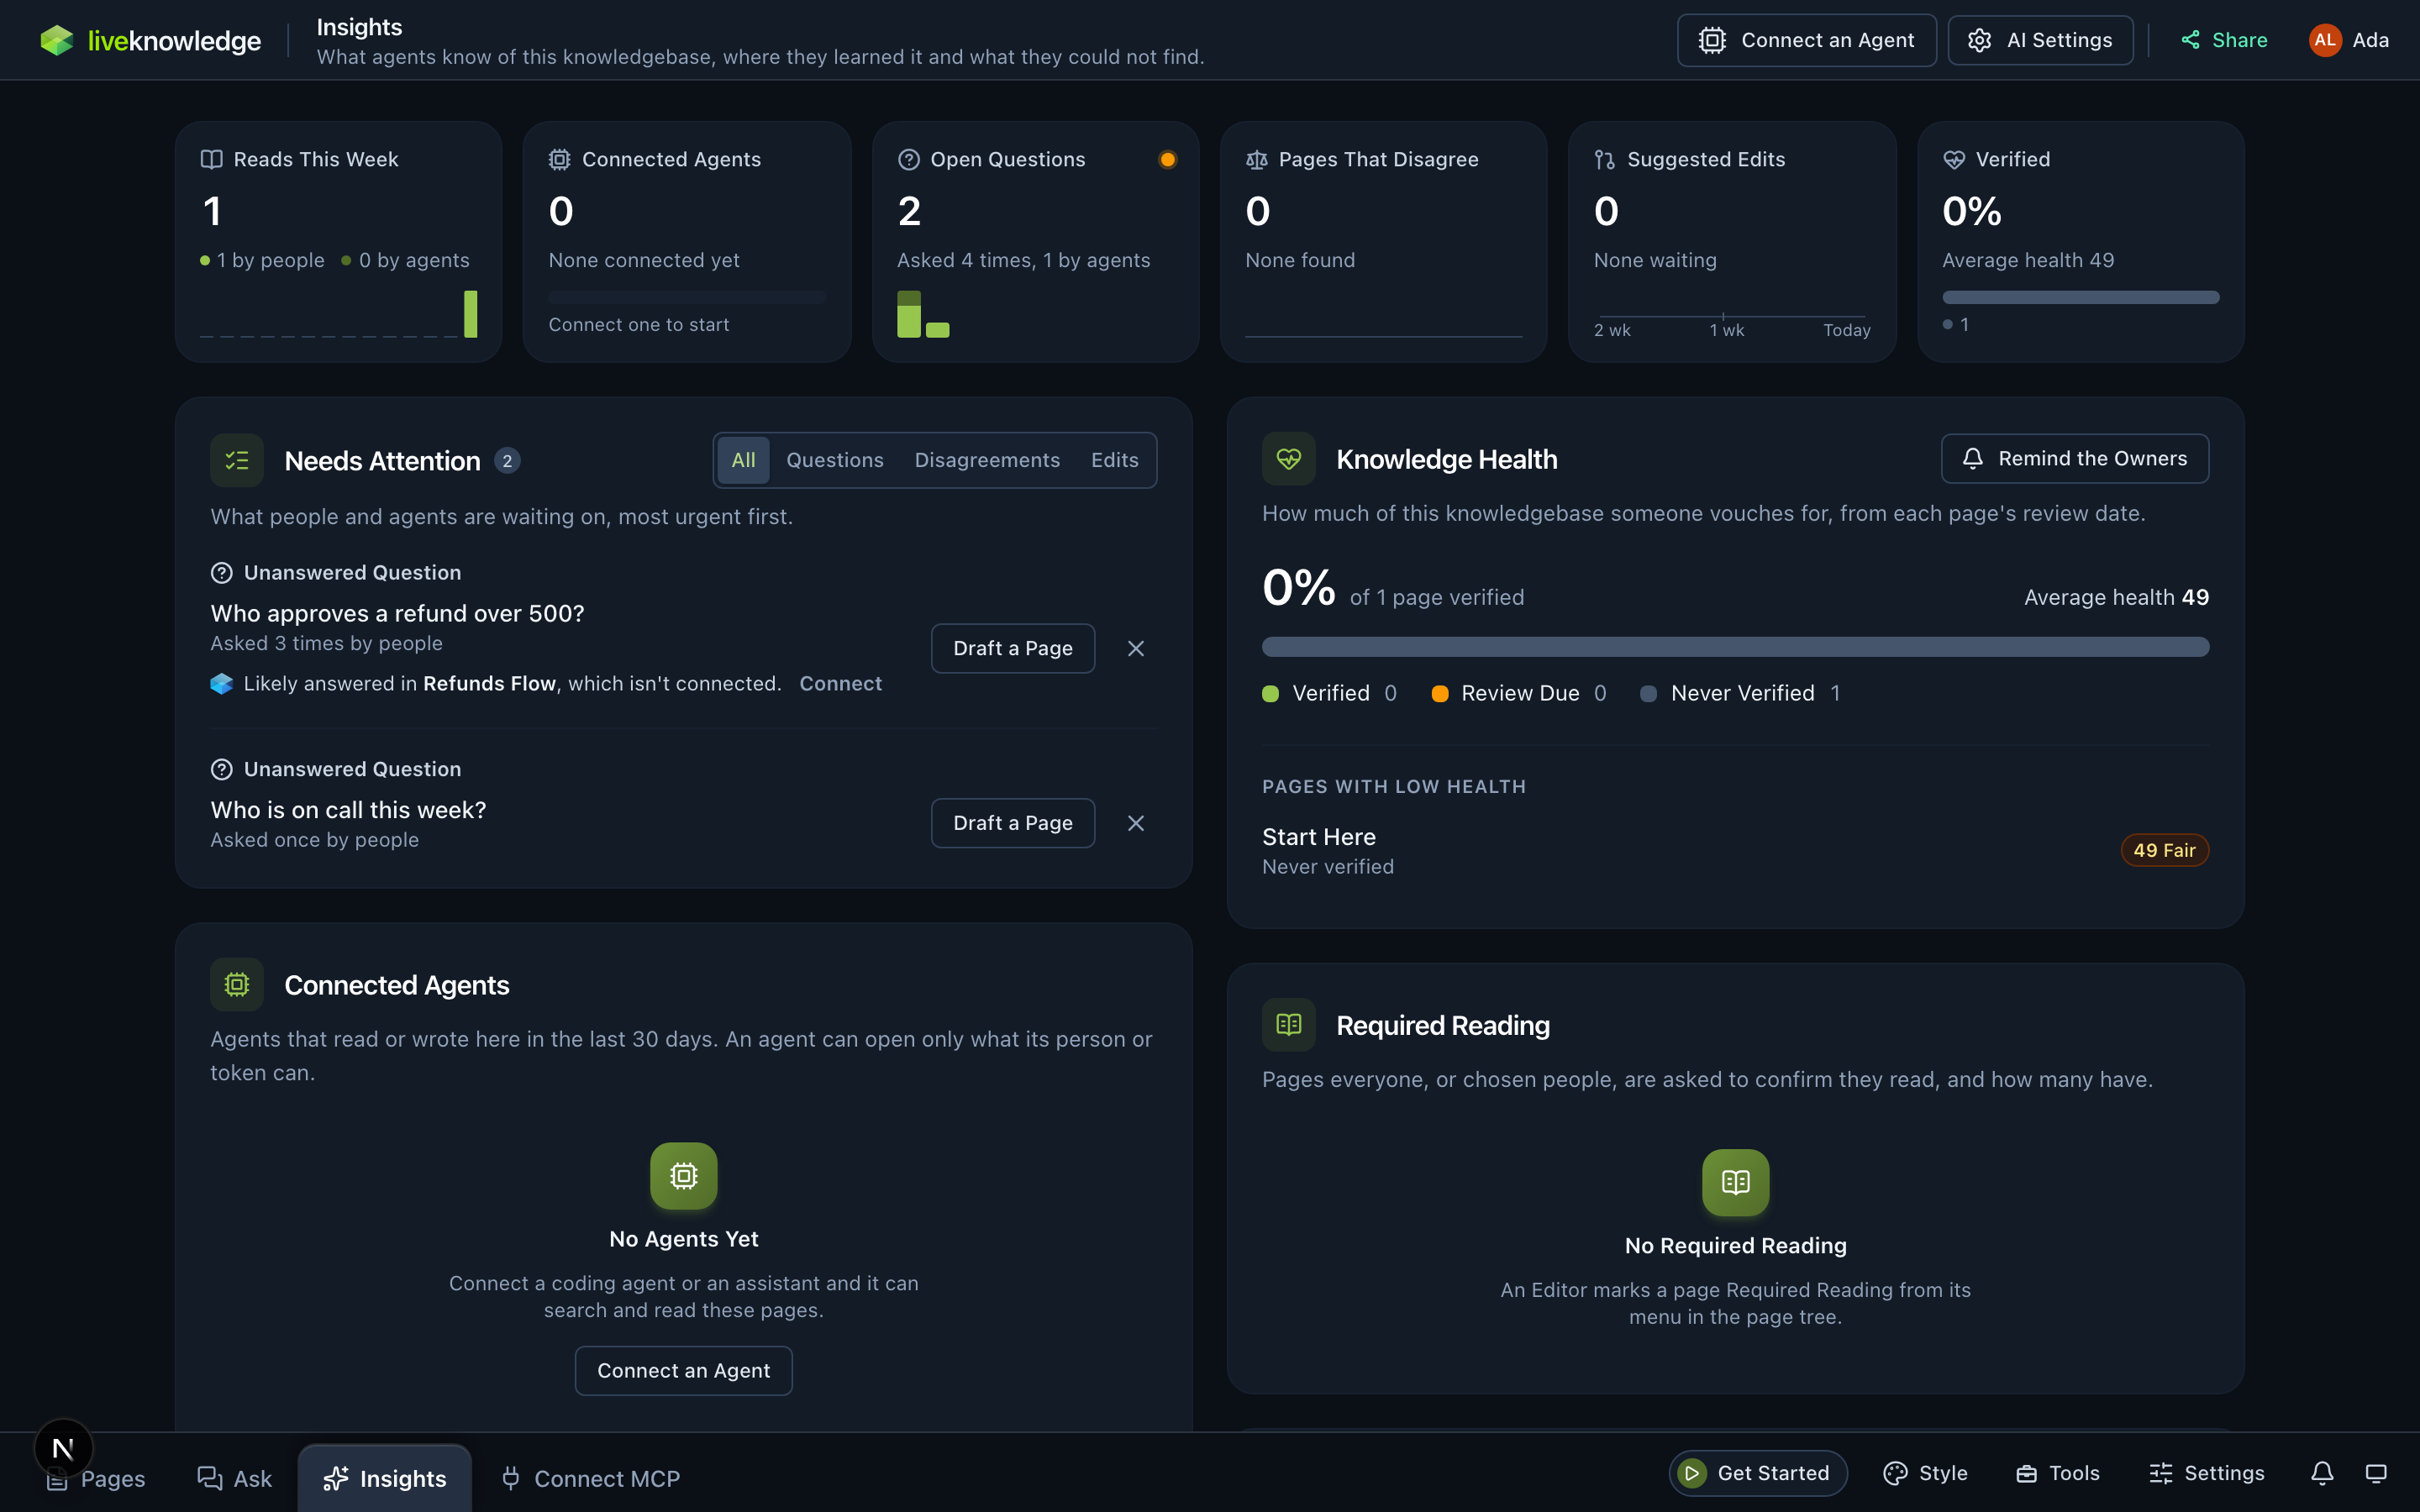 liveknowledge
Insights
What agents know of this knowledgebase, where they learned it and what they could not find.
Connect an Agent
AI Settings
Share
AL
Ada
Reads This Week
1
1 by people
0 by agents
Connected Agents
0
None connected yet
Connect one to start
Open Questions
2
Asked 4 times, 1 by agents
Pages That Disagree
0
None found
Suggested Edits
0
None waiting
2 wk
1 wk
Today
Verified
0%
Average health 49
1
Needs Attention 2
All
Questions
Disagreements
Edits
What people and agents are waiting on, most urgent first.
Unanswered Question
Who approves a refund over 500?
Asked 3 times by people
Likely answered in Refunds Flow, which isn't connected. Connect
Draft a Page
Unanswered Question
Who is on call this week?
Asked once by people
Draft a Page
Knowledge Health
Remind the Owners
How much of this knowledgebase someone vouches for, from each page's review date.
0% of 1 page verified
Average health 49
Verified 0
Review Due 0
Never Verified 1
PAGES WITH LOW HEALTH
Start Here
Never verified
49 Fair
Connected Agents
Agents that read or wrote here in the last 30 days. An agent can open only what its person or
token can.
No Agents Yet
Connect a coding agent or an assistant and it can
search and read these pages.
Connect an Agent
Required Reading
Pages everyone, or chosen people, are asked to confirm they read, and how many have.
No Required Reading
An Editor marks a page Required Reading from its
menu in the page tree.
N
Pages
Ask
Insights
Connect MCP
Get Started
Style
Tools
Settings